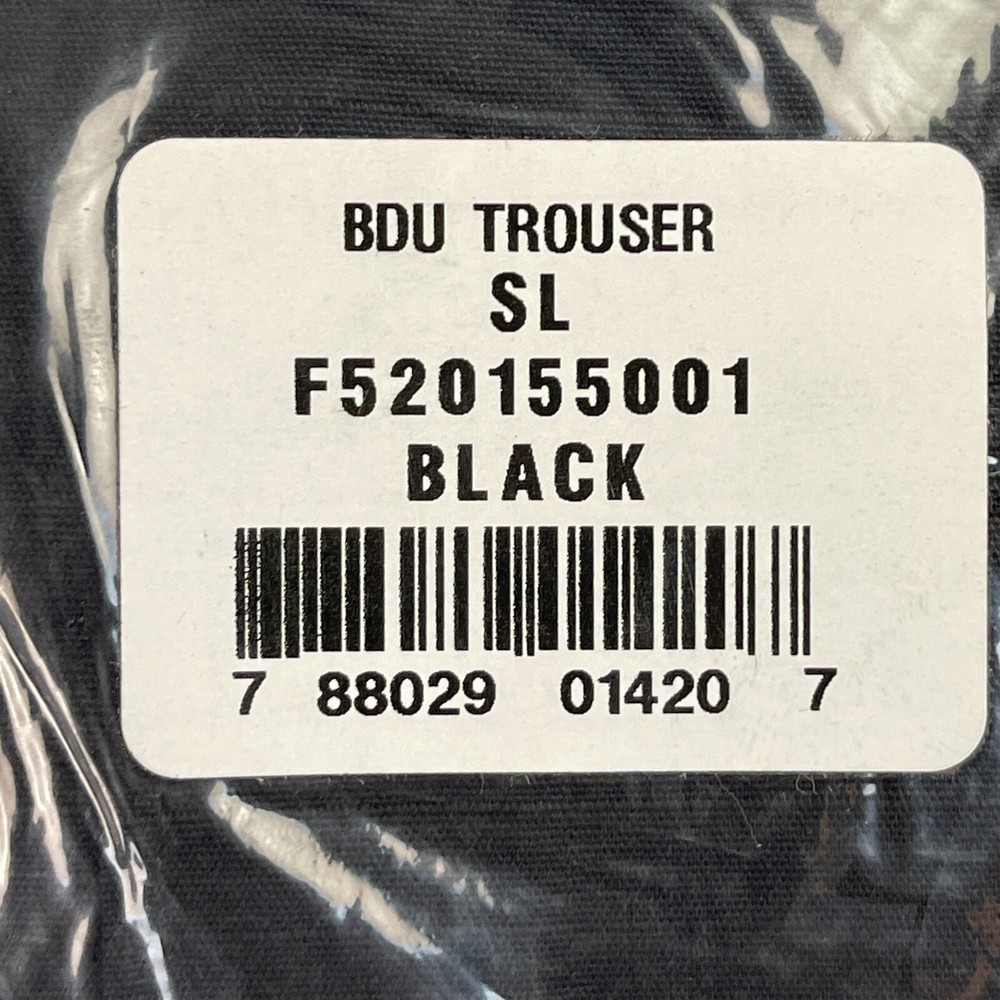 BDU TROUSER
SL
F520155001
BLACK
7 88029 01420 7